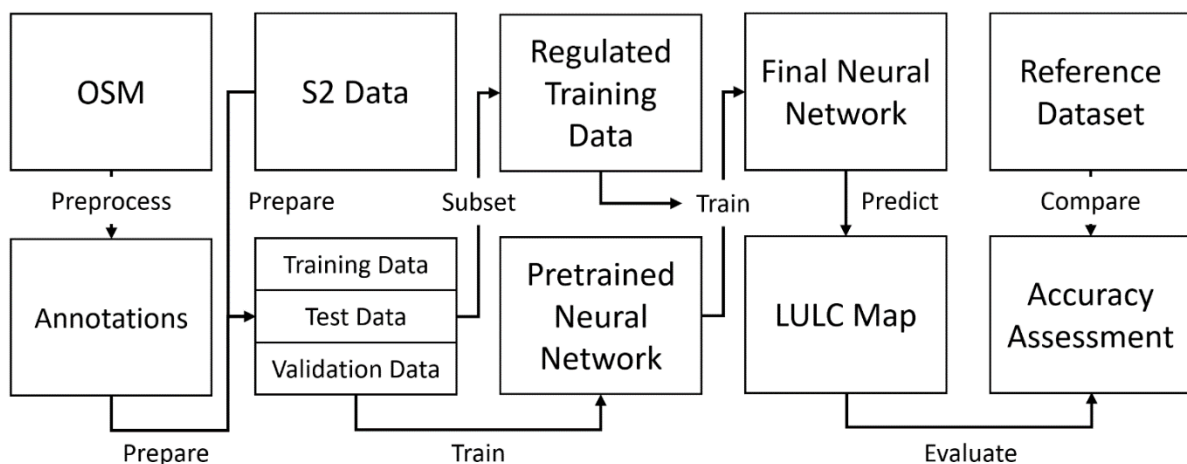 OSM
S2 Data
Regulated
Training
Data
Final Neural
Network
Reference
Dataset
Preprocess
Prepare
Subset
Train
Predict
Compare
Annotations
Training Data
Test Data
Validation Data
Pretrained
Neural
Network
LULC Map
Accuracy
Assessment
Prepare
Train
Evaluate